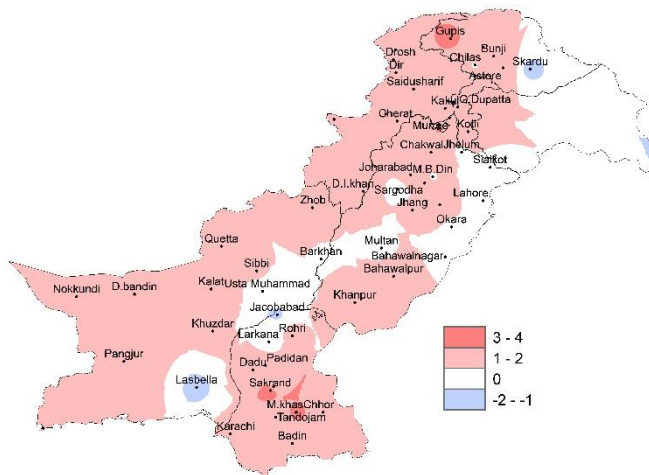 Gupis
Drosh
Bunji
Dir
Chilas
Skardu
Astore
Saidusharif
Kakul
G.Dupatta
Cherat
Murree
Kotli
Chakwal
Jhelum
Sialkot
Joharabad
M.B.Din
D.I.khan
Sargodha
Lahore
Zhob
Jhang
Okara
Quetta
Multan
Barkhan
Bahawalnagar
Sibbi
Bahawalpur
Nokkundi
D.bandin
Kalat
Usta Muhammad
Khanpur
Jacobabad
Khuzdar
Rohri
Larkana
Pangjur
Dadu
Padidan
Lasbella
Sakrand
M.khas
Chhor
Tandojam
Karachi
Badin
3 - 4
1 - 2
0
-2 - -1